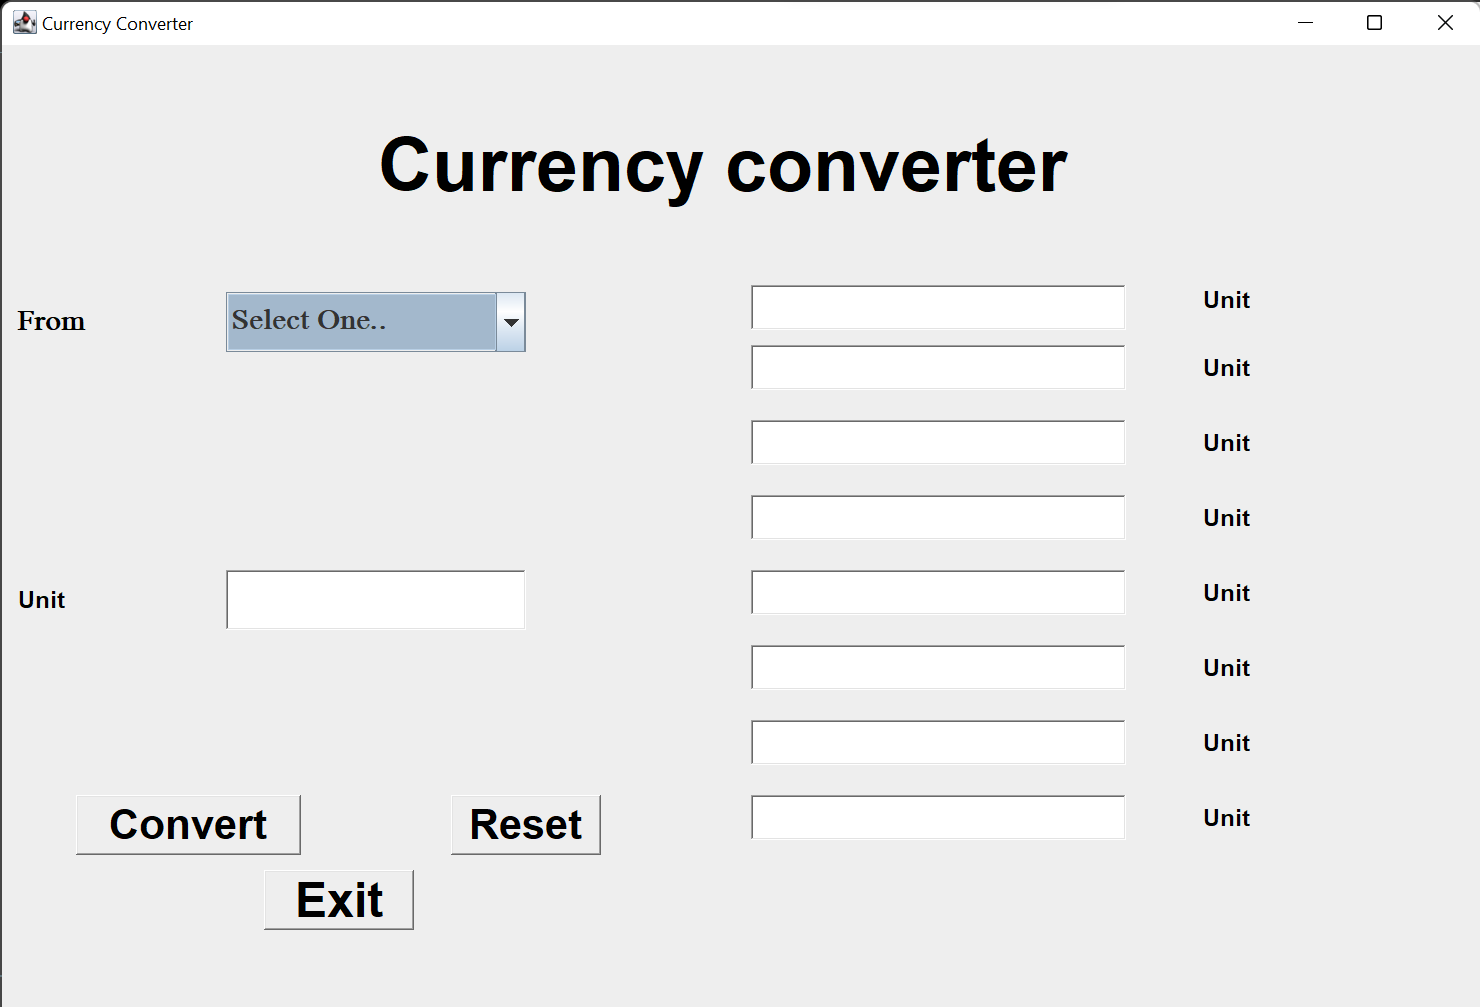 Currency Converter
Currency converter
From
Select One..
Unit
Convert
Reset
Exit
Unit
Unit
Unit
Unit
Unit
Unit
Unit
Unit